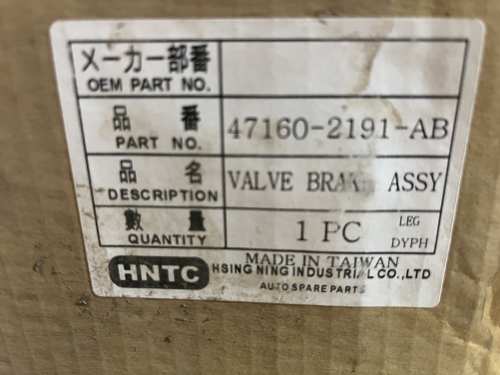 メーカー部番
OEM PART NO.
品 番 47160-2191-AB
PART NO.
品 名 VALVE BRAKE ASSY
DESCRIPTION
數 量 1 PC LEG
QUANTITY DYPH
MADE IN TAIWAN
HNTC HSING NING INDUSTRIAL CO.,LTD
AUTO SPARE PARTS